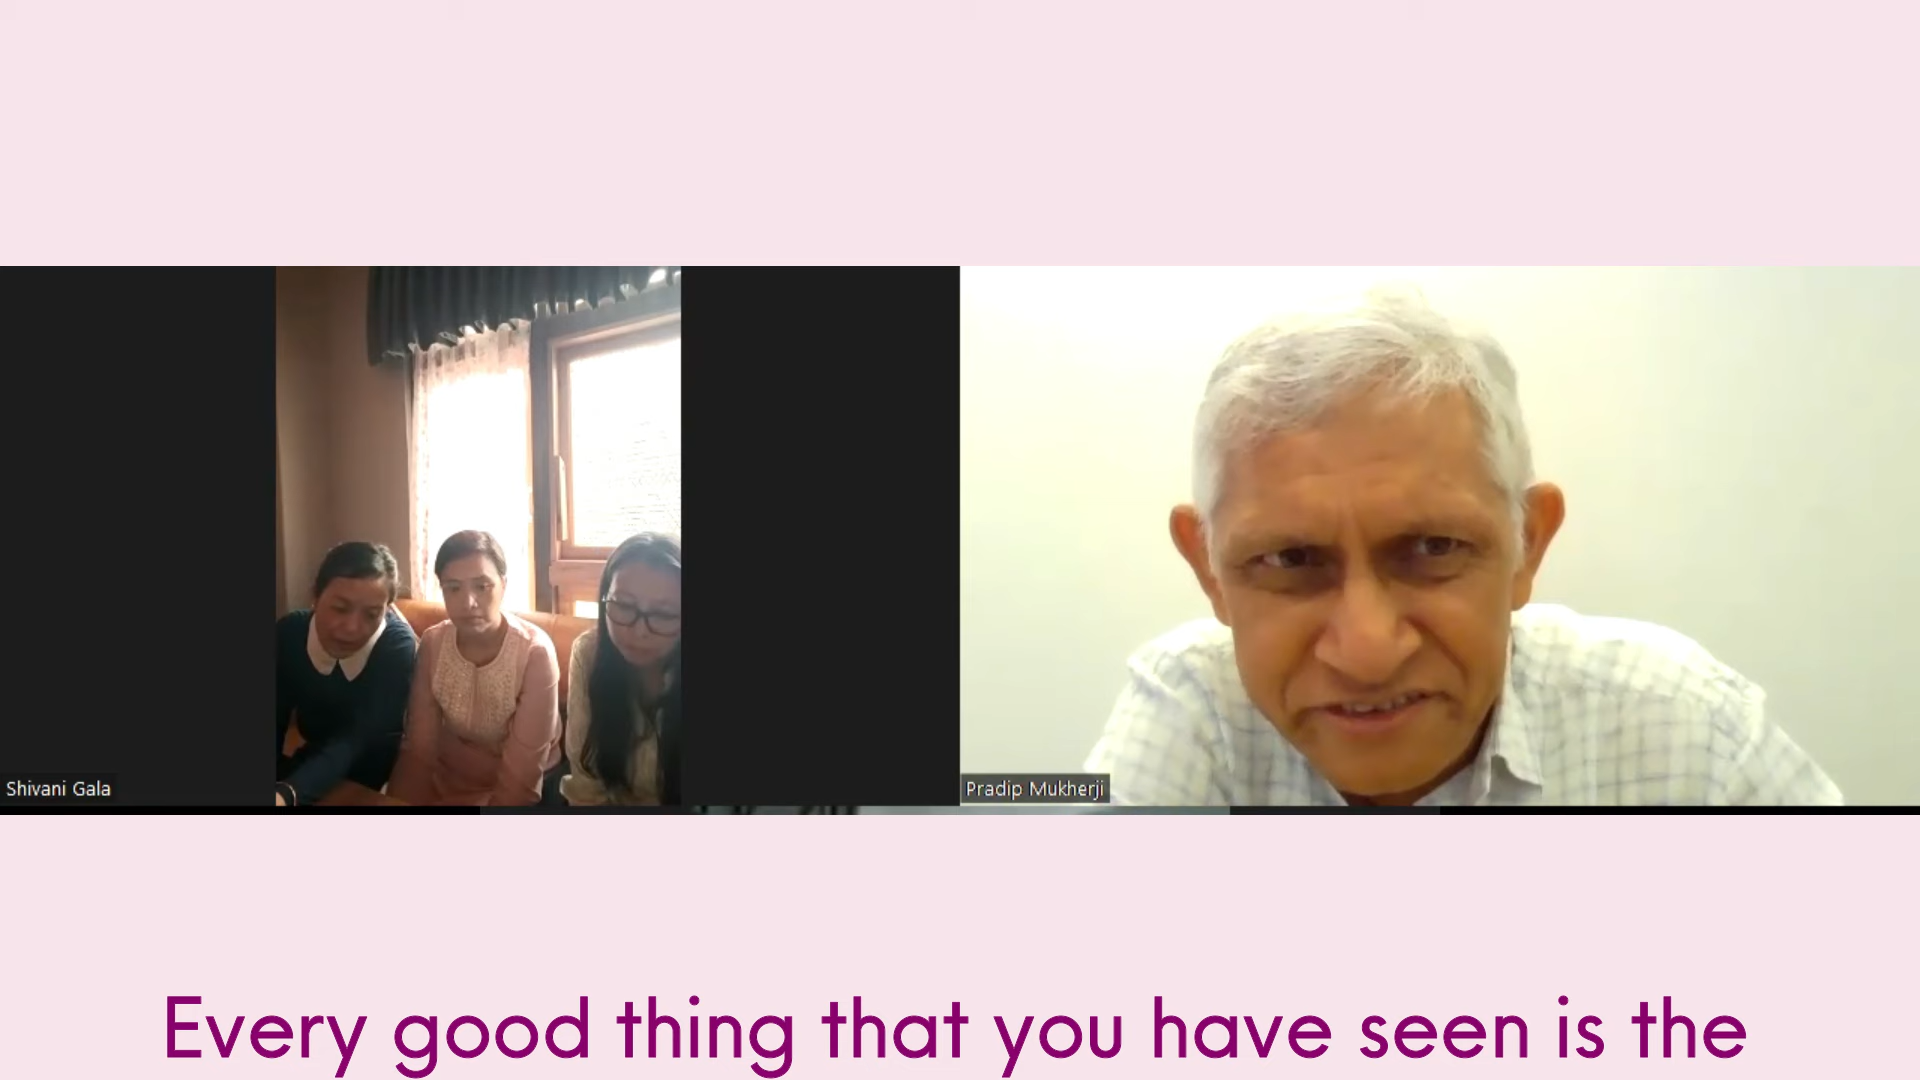 Shivani Gala
Pradip Mukherji
Every good thing that you have seen is the